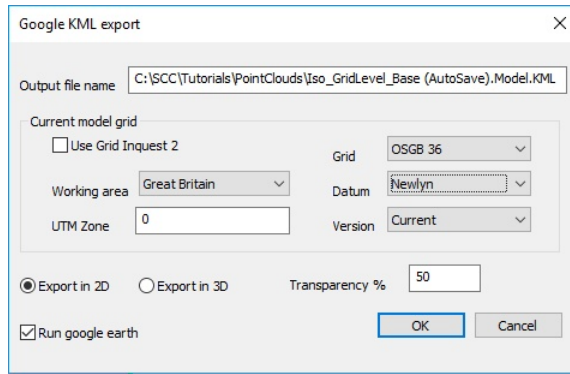 Google KML export
Output file name C:\SCC\Tutorials\PointClouds\Iso_GridLevel_Base (AutoSave).Model.KML
Current model grid
Use Grid Inquest 2
Grid OSGB 36
Working area Great Britain
Datum Newlyn
UTM Zone 0
Version Current
Export in 2D Export in 3D Transparency % 50
Run google earth
OK Cancel